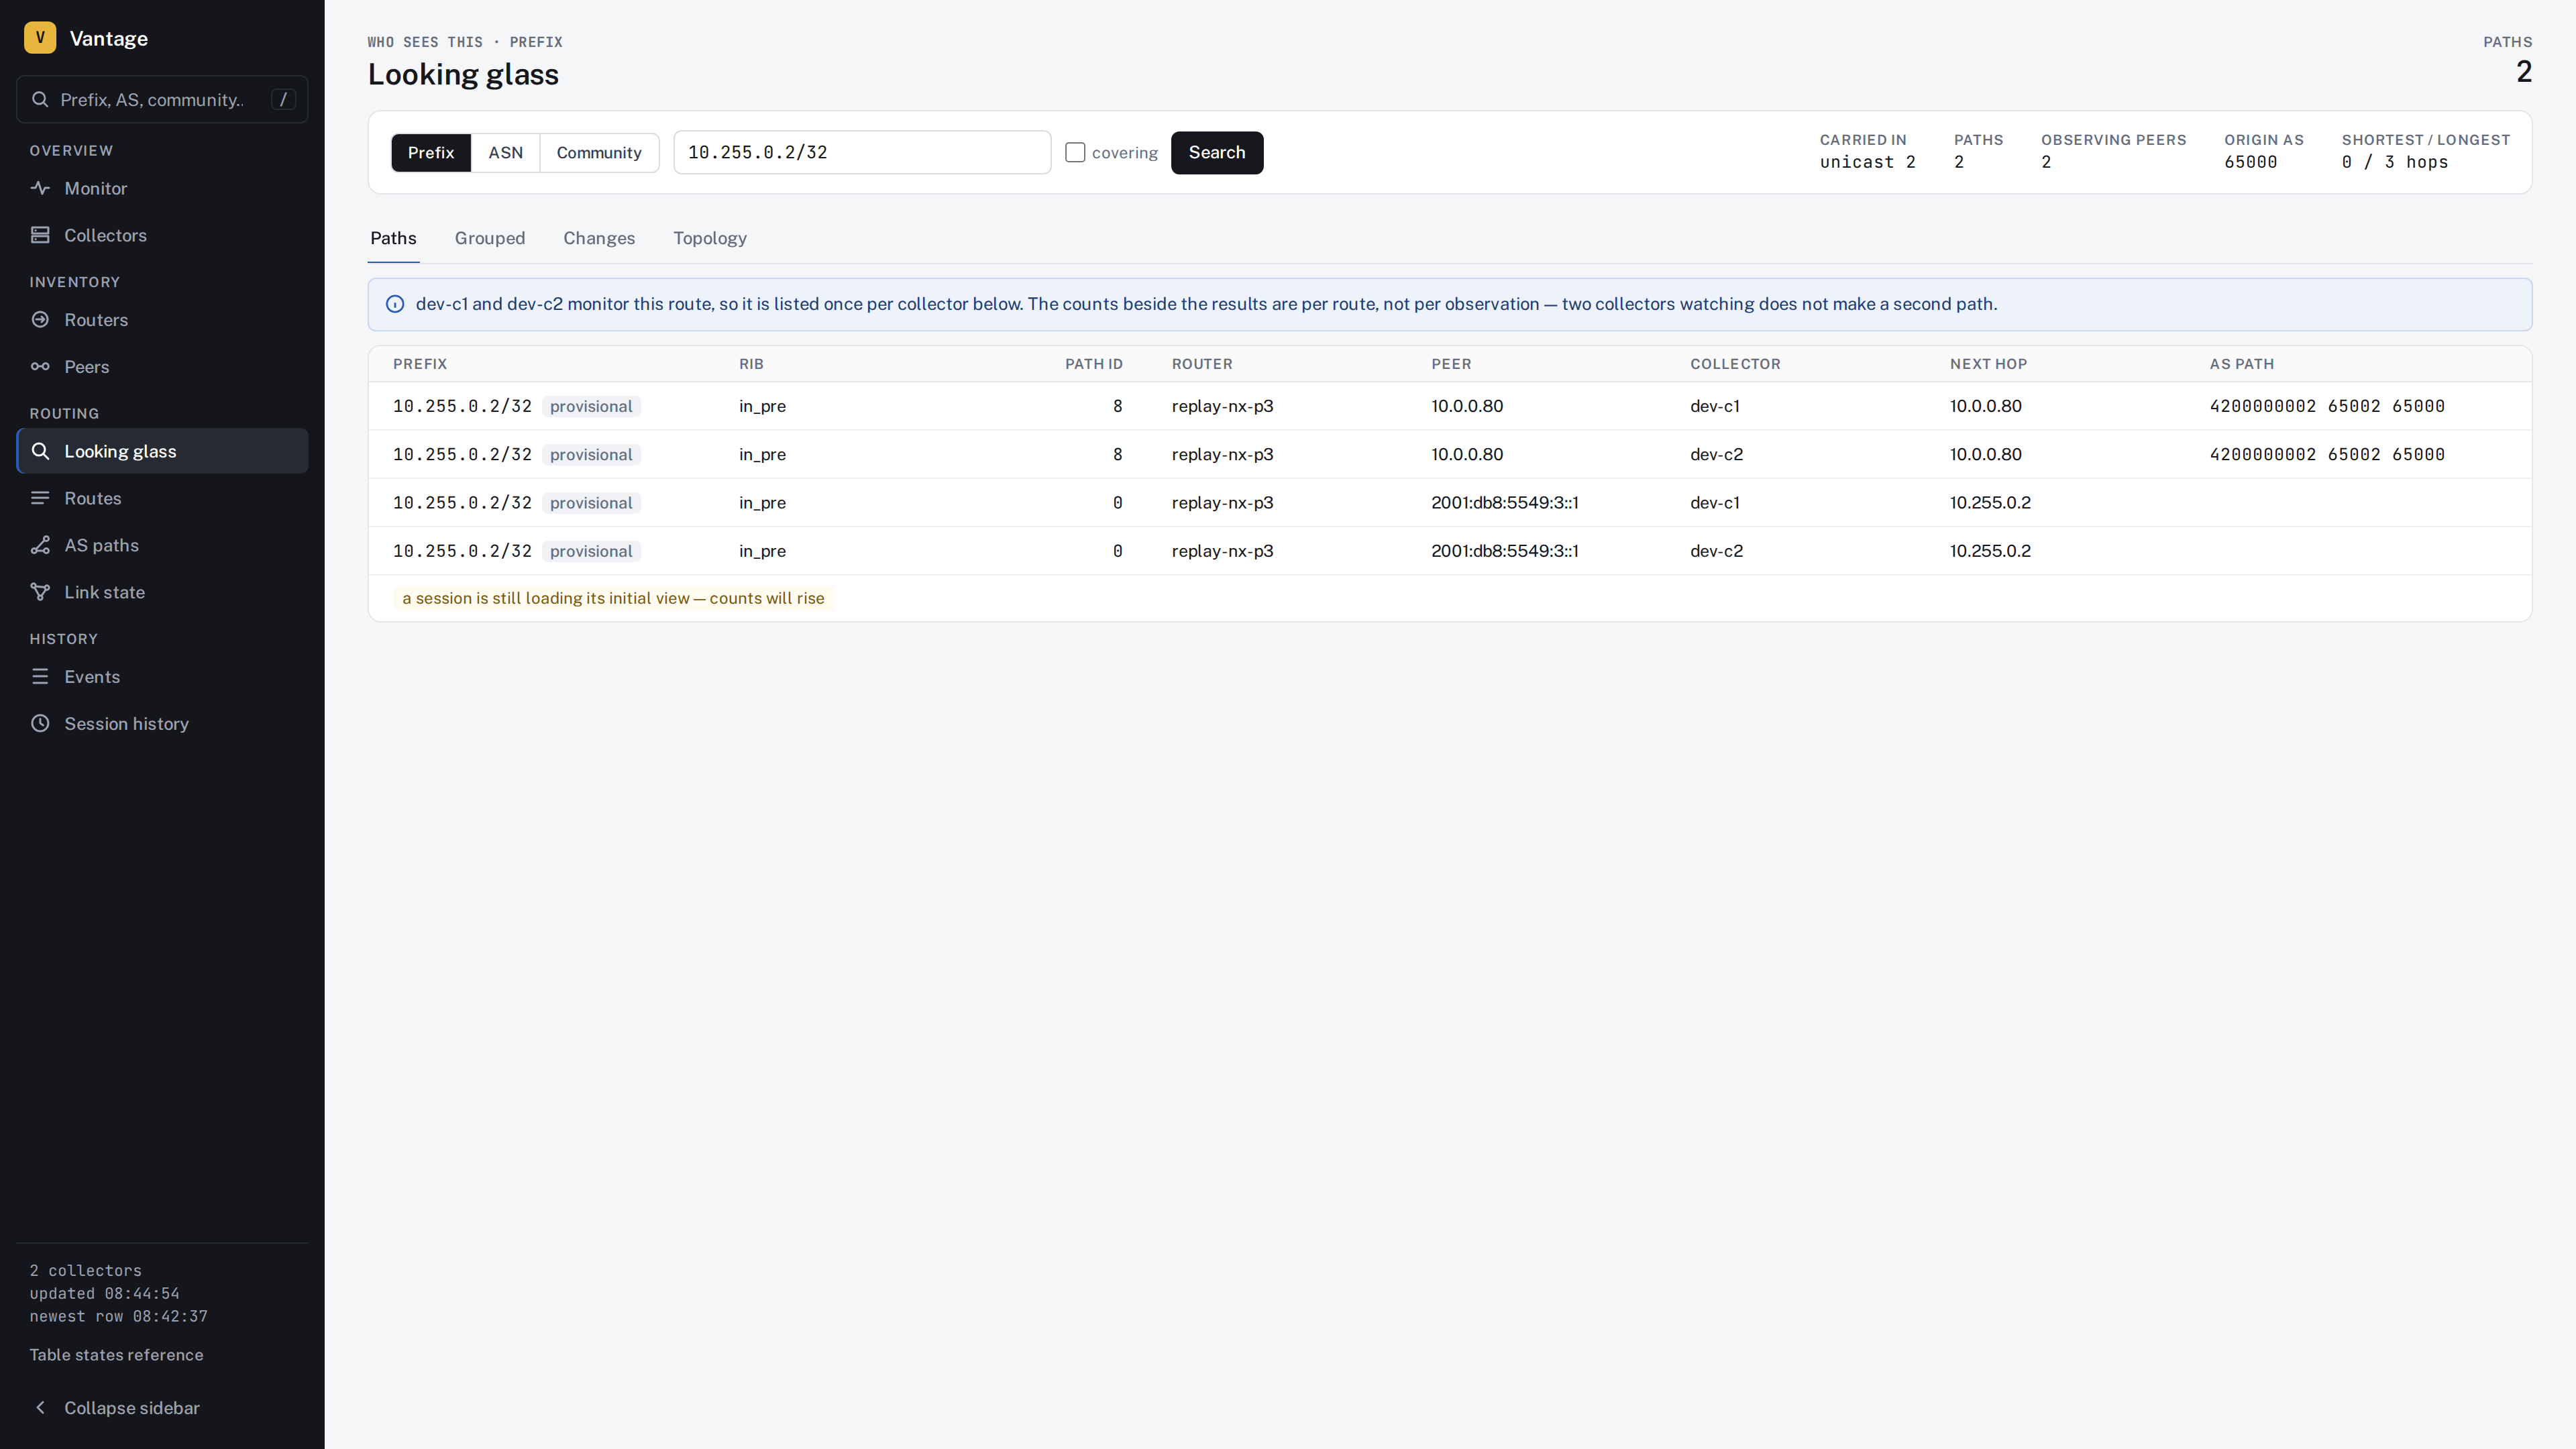 V Vantage
Prefix, AS, community.. /
OVERVIEW
Monitor
Collectors
INVENTORY
Routers
Peers
ROUTING
Looking glass
Routes
AS paths
Link state
HISTORY
Events
Session history
2 collectors
updated 08:44:54
newest row 08:42:37
Table states reference
Collapse sidebar
WHO SEES THIS · PREFIX
Looking glass
PATHS
2
Prefix ASN Community 10.255.0.2/32 covering Search
CARRIED IN PATHS OBSERVING PEERS ORIGIN AS SHORTEST / LONGEST
unicast 2 2 2 65000 0 / 3 hops
Paths Grouped Changes Topology
dev-c1 and dev-c2 monitor this route, so it is listed once per collector below. The counts beside the results are per route, not per observation — two collectors watching does not make a second path.
PREFIX RIB PATH ID ROUTER PEER COLLECTOR NEXT HOP AS PATH
10.255.0.2/32 provisional in_pre 8 replay-nx-p3 10.0.0.80 dev-c1 10.0.0.80 4200000002 65002 65000
10.255.0.2/32 provisional in_pre 8 replay-nx-p3 10.0.0.80 dev-c2 10.0.0.80 4200000002 65002 65000
10.255.0.2/32 provisional in_pre 0 replay-nx-p3 2001:db8:5549:3::1 dev-c1 10.255.0.2
10.255.0.2/32 provisional in_pre 0 replay-nx-p3 2001:db8:5549:3::1 dev-c2 10.255.0.2
a session is still loading its initial view — counts will rise